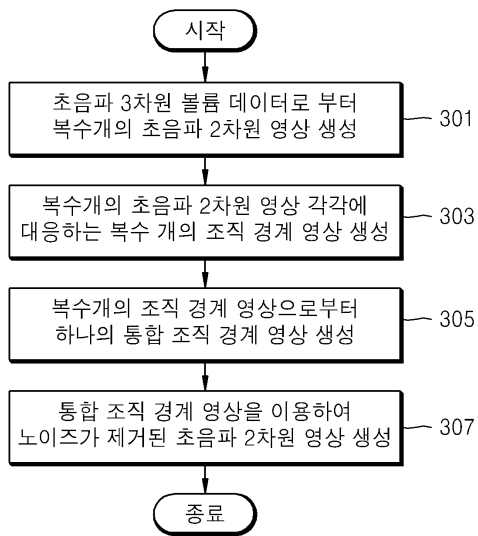 시작
초음파 3차원 볼륨 데이터로 부터
복수개의 초음파 2차원 영상 생성
301
복수개의 초음파 2차원 영상 각각에
대응하는 복수 개의 조직 경계 영상 생성
303
복수개의 조직 경계 영상으로부터
하나의 통합 조직 경계 영상 생성
305
통합 조직 경계 영상을 이용하여
노이즈가 제거된 초음파 2차원 영상 생성
307
종료